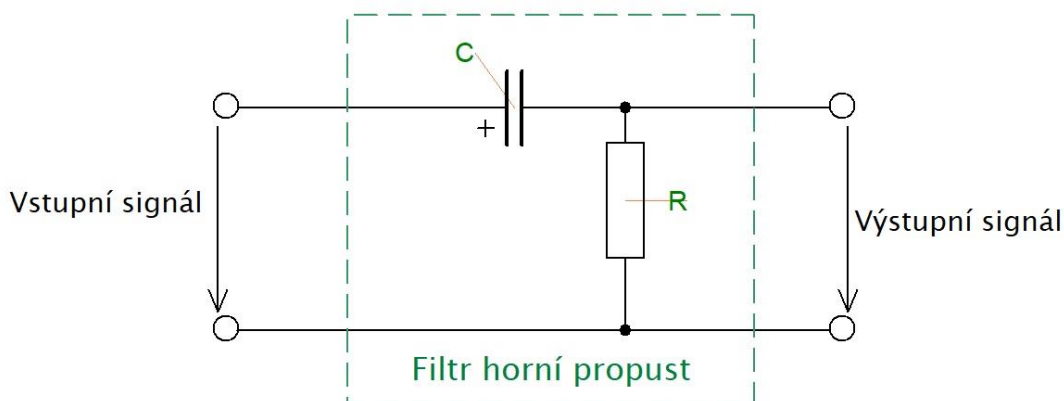 C
+
R
Vstupní signál
Výstupní signál
Filtr horní propust